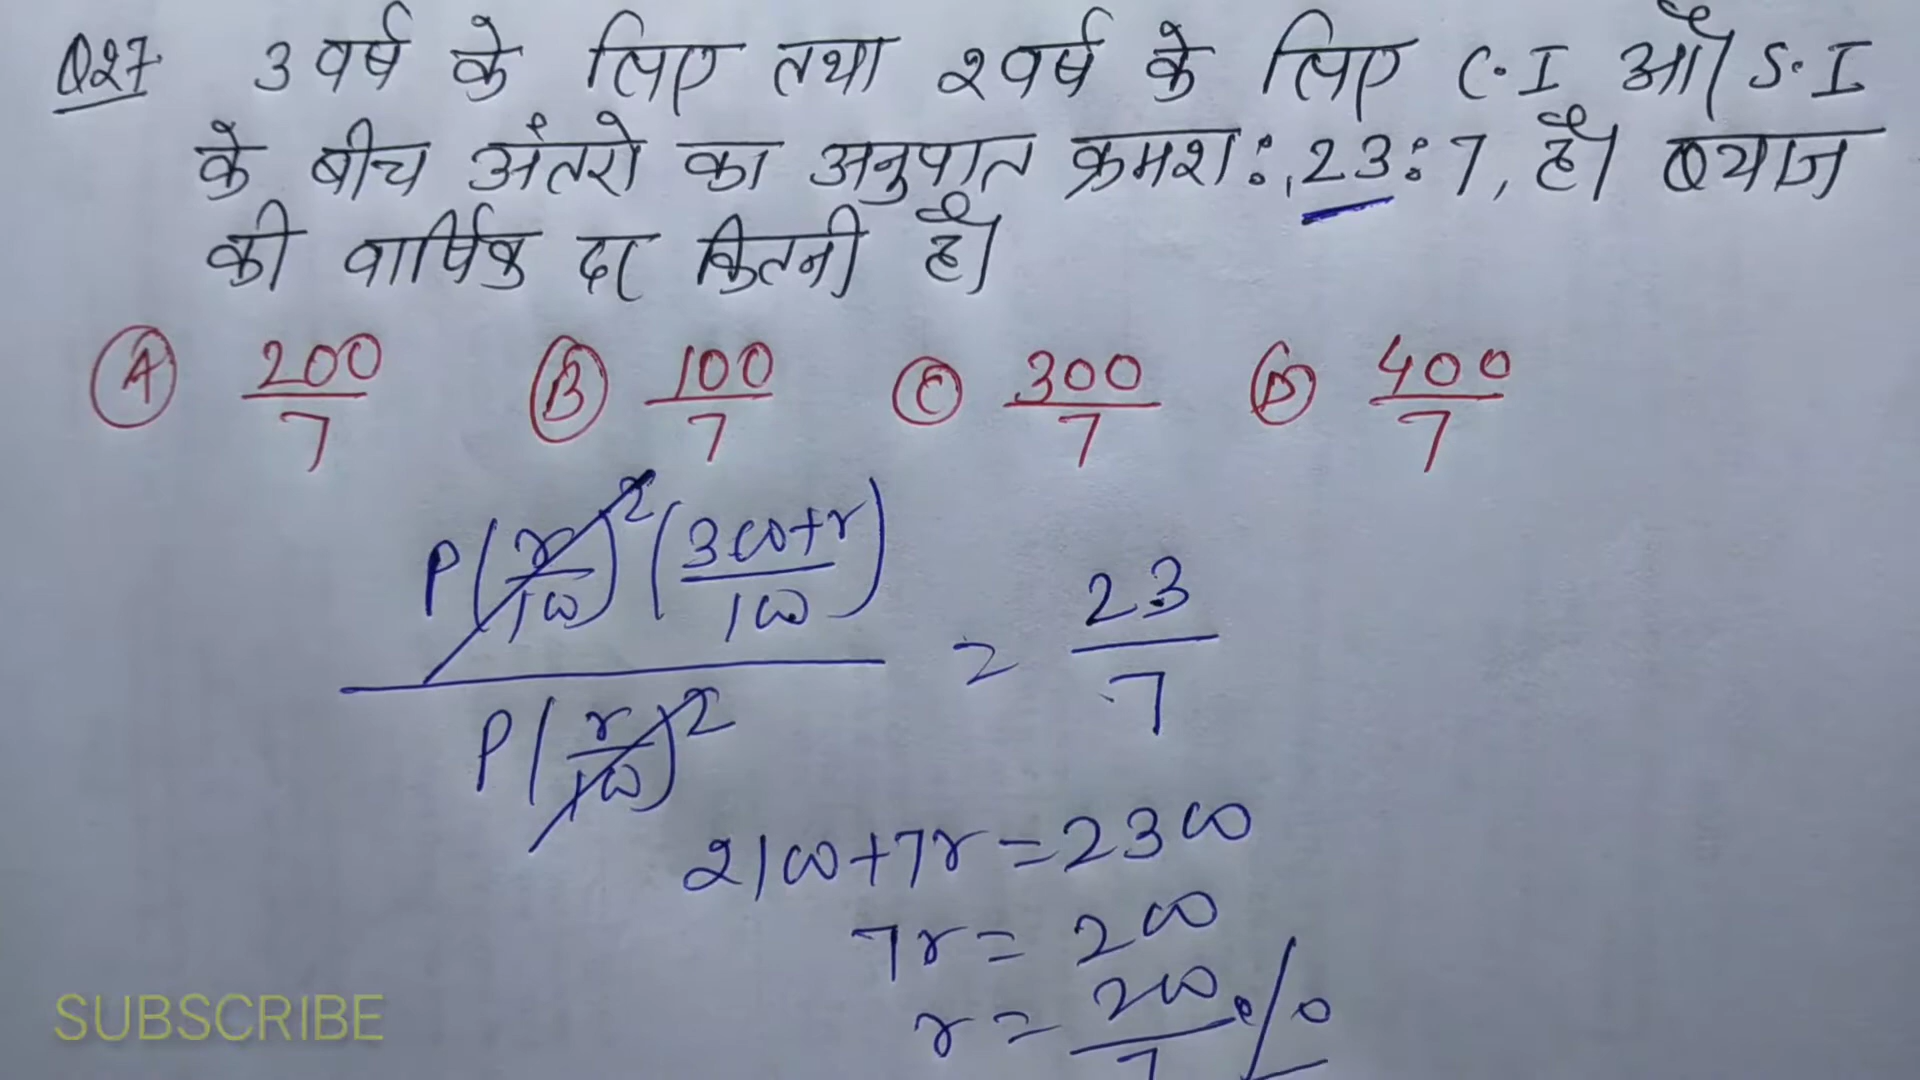 Q27. 3 वर्ष के लिए तथा 2 वर्ष के लिए C.I और S.I
के बीच अंतरो का अनुपात क्रमश: 23:7, है। ब्याज
की वार्षिक दर कितनी है।
(A) 200/7 (B) 100/7 (C) 300/7 (D) 400/7
P(r/100)²(300+r/100)
/ P(r/100)² = 23/7
2100+7r=2300
7r=200
r=200/7%
SUBSCRIBE